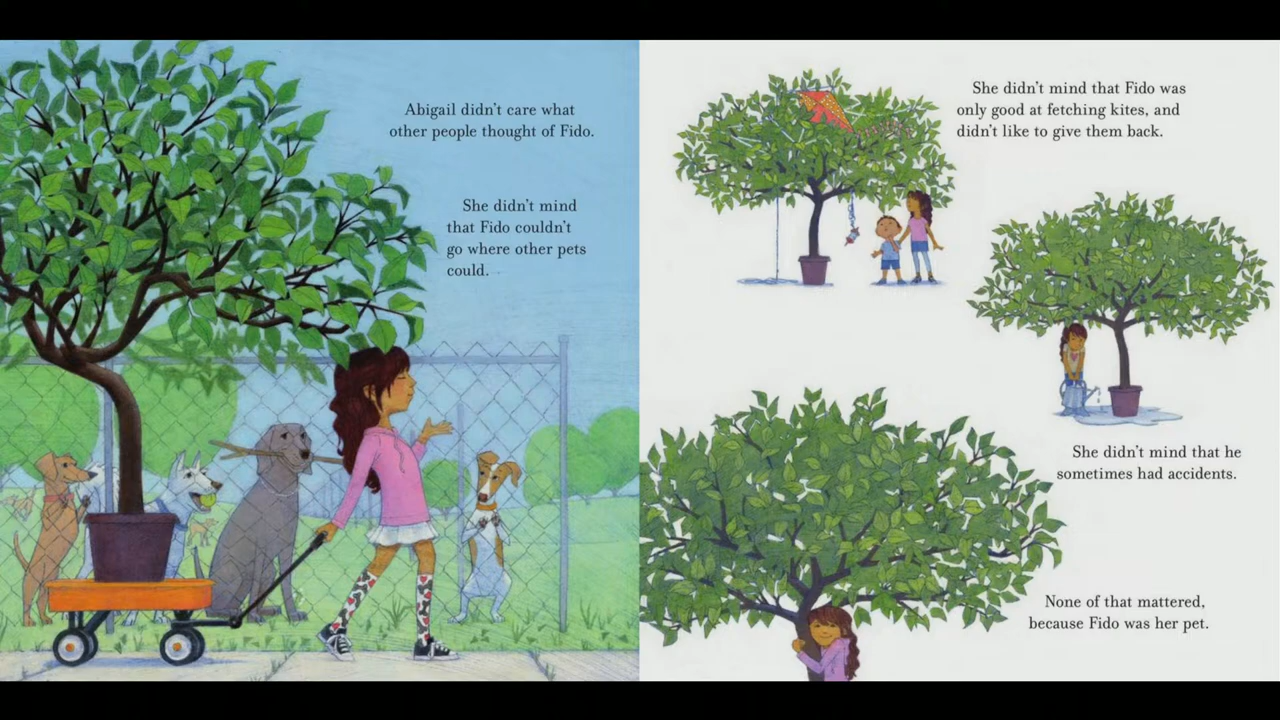 Abigail didn't care what
other people thought of Fido.
She didn't mind
that Fido couldn't
go where other pets
could.
She didn't mind that Fido was
only good at fetching kites, and
didn't like to give them back.
She didn't mind that he
sometimes had accidents.
None of that mattered,
because Fido was her pet.